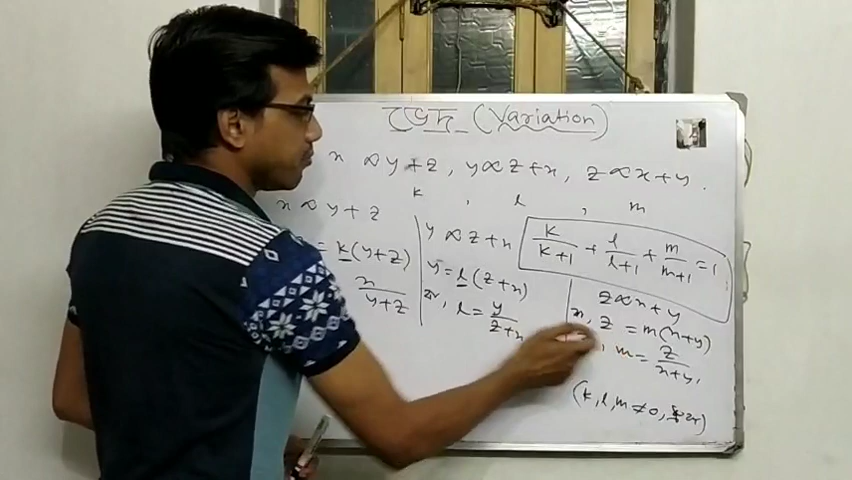 ভেদ (Variation)
x ∝ y+z, y ∝ z+x, z ∝ x+y.
k , l , m
x ∝ y+z
= k(y+z)
x/(y+z)
y ∝ z+x
y = l(z+x)
বা, l = y/(z+x)
k/(k+1) + l/(l+1) + m/(m+1) = 1
z ∝ x+y
বা, z = m(x+y)
, m = z/(x+y),
(k, l, m ≠ 0,